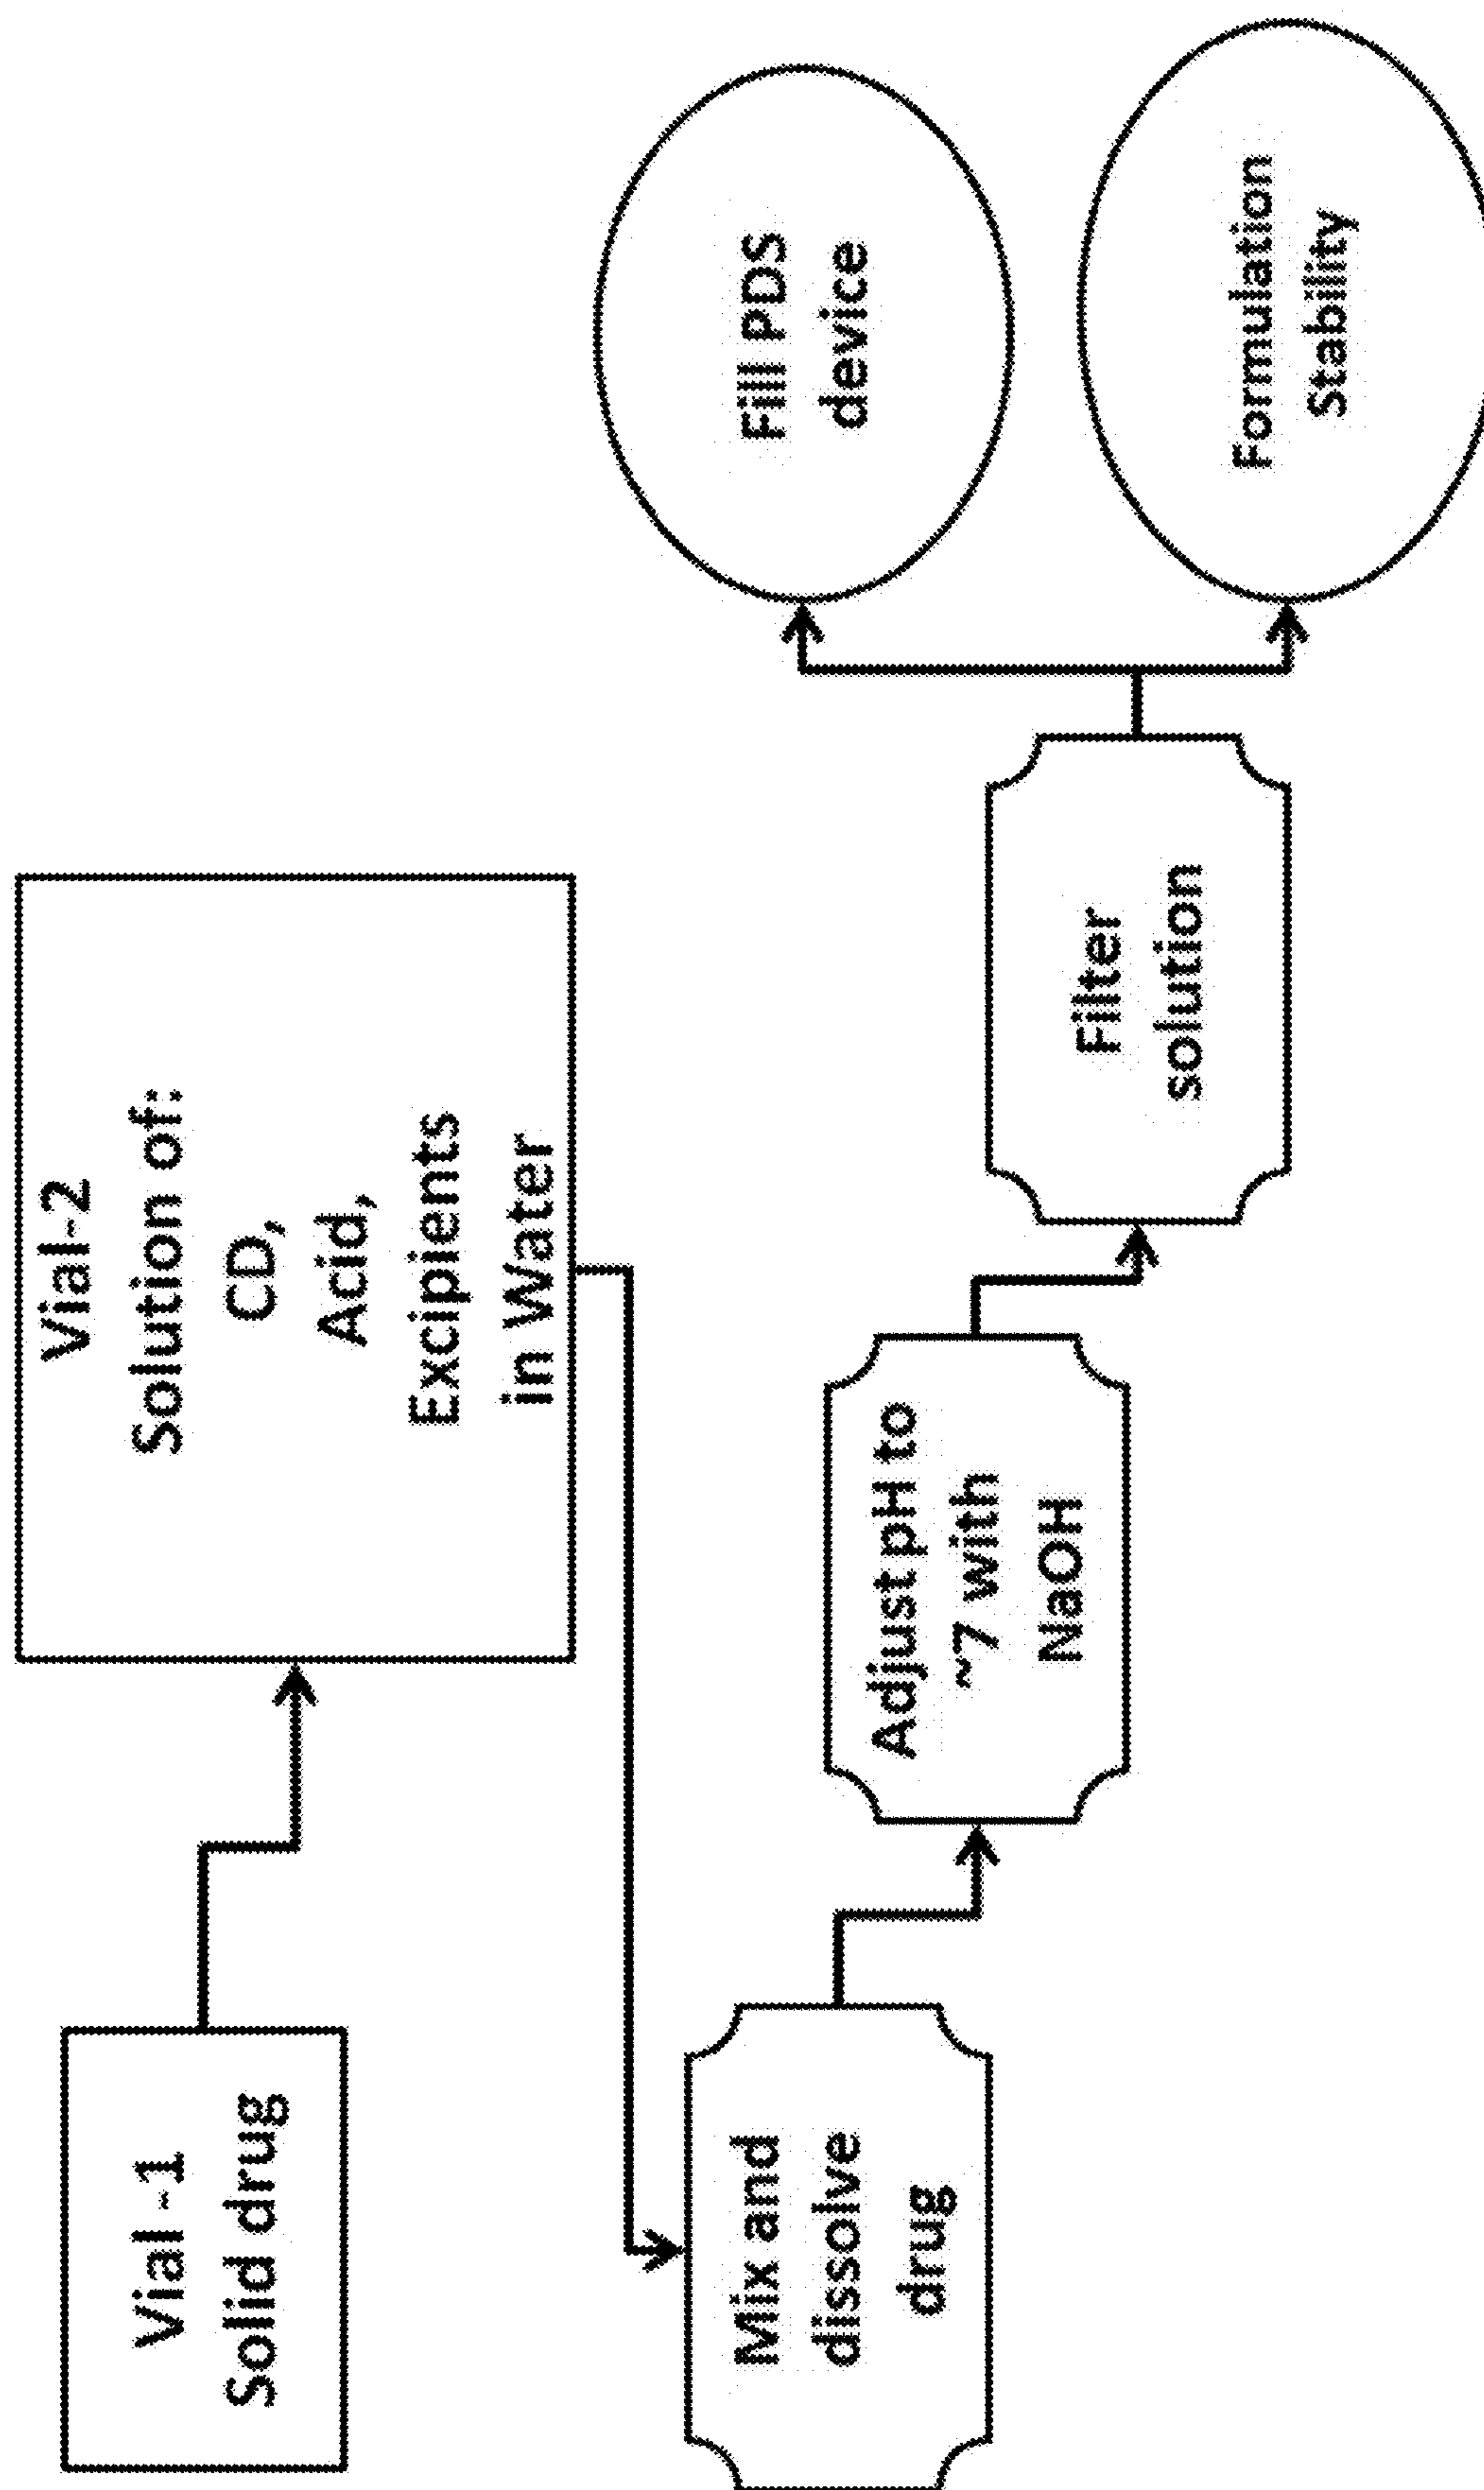 Vial -1
Solid drug
Vial-2
Solution of:
CD,
Acid,
Excipients
in Water
Mix and
dissolve
drug
Adjust pH to
~7 with
NaOH
Filter
solution
Fill PDS
device
Formulation
Stability